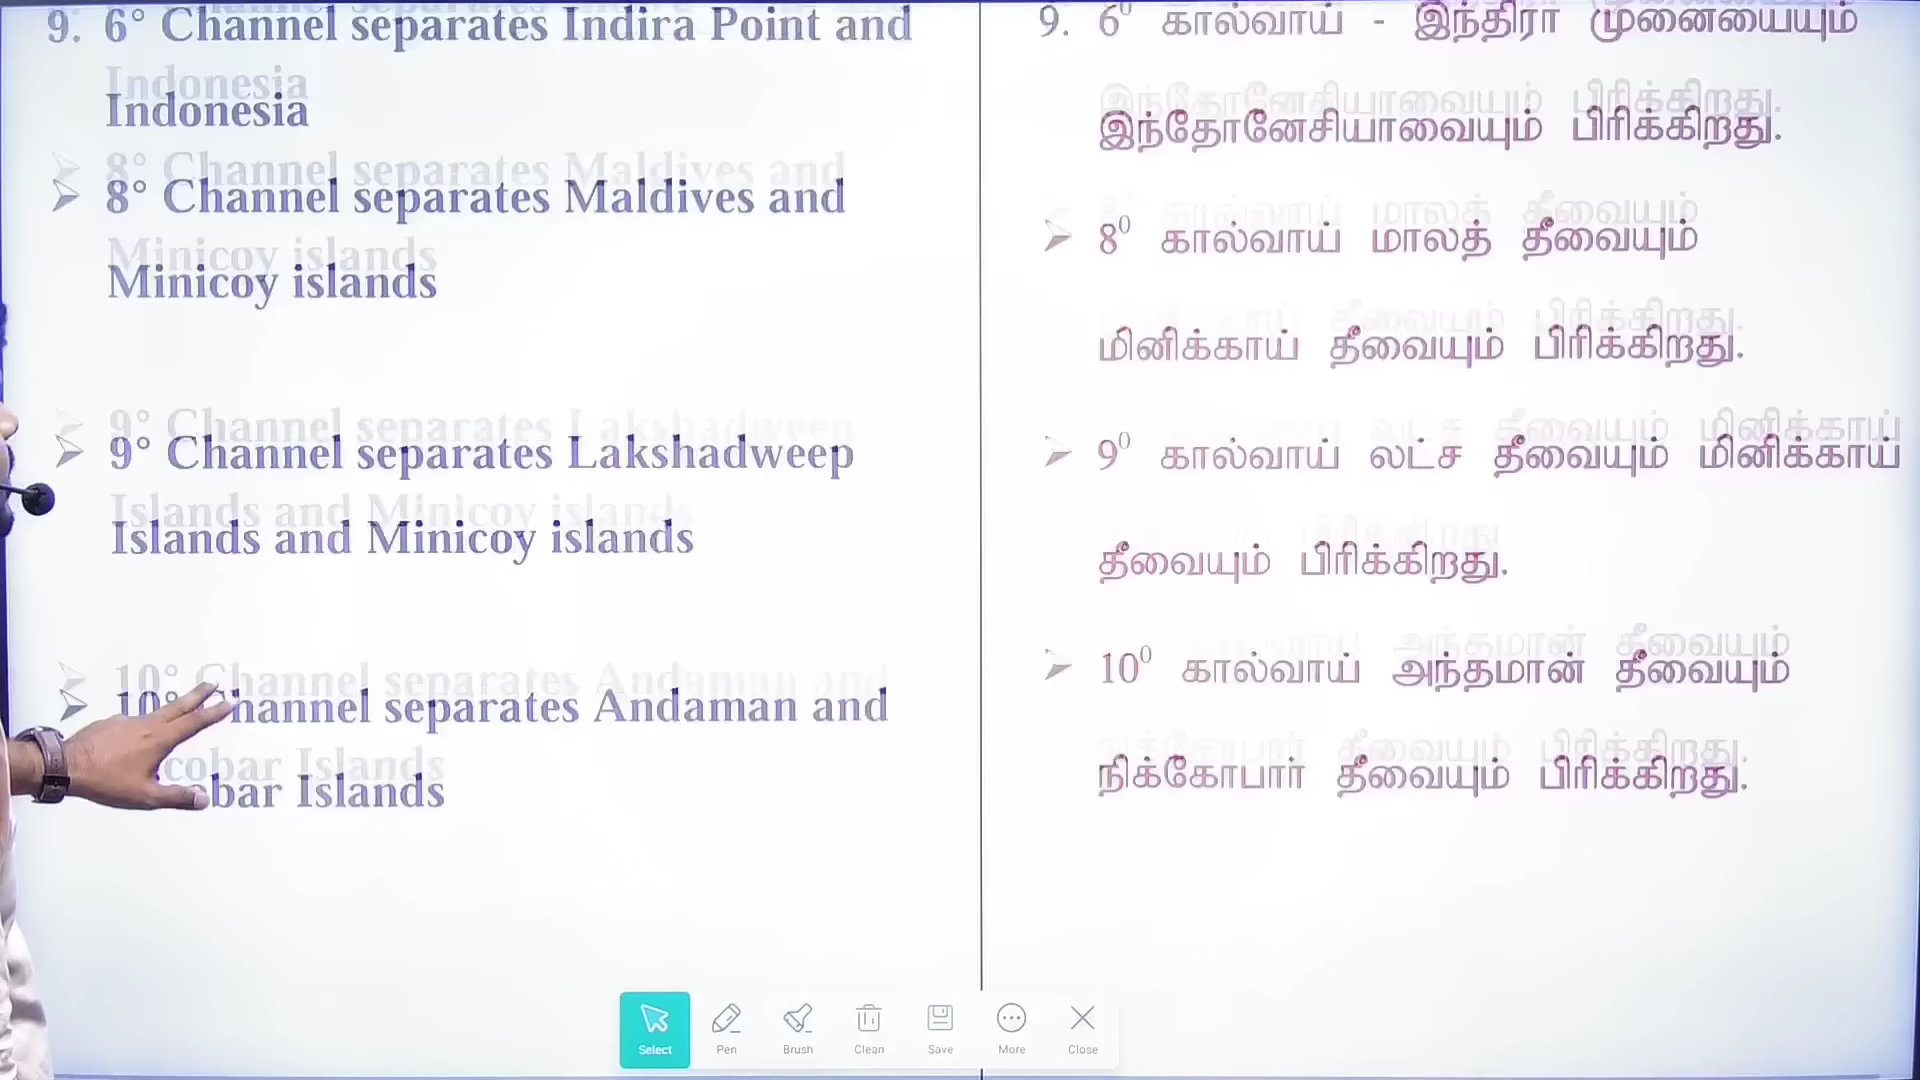 9. 6° Channel separates Indira Point and
Indonesia
➢ 8° Channel separates Maldives and
Minicoy islands
➢ 9° Channel separates Lakshadweep
Islands and Minicoy islands
➢ 10° Channel separates Andaman and
cobar Islands
9. 6⁰ கால்வாய் - இந்திரா முனையையும்
இந்தோனேசியாவையும் பிரிக்கிறது.
➢ 8⁰ கால்வாய் மாலத் தீவையும்
மினிக்காய் தீவையும் பிரிக்கிறது.
➢ 9⁰ கால்வாய் லட்ச தீவையும் மினிக்காய்
தீவையும் பிரிக்கிறது.
➢ 10⁰ கால்வாய் அந்தமான் தீவையும்
நிக்கோபார் தீவையும் பிரிக்கிறது.
Select Pen Brush Clean Save More Close